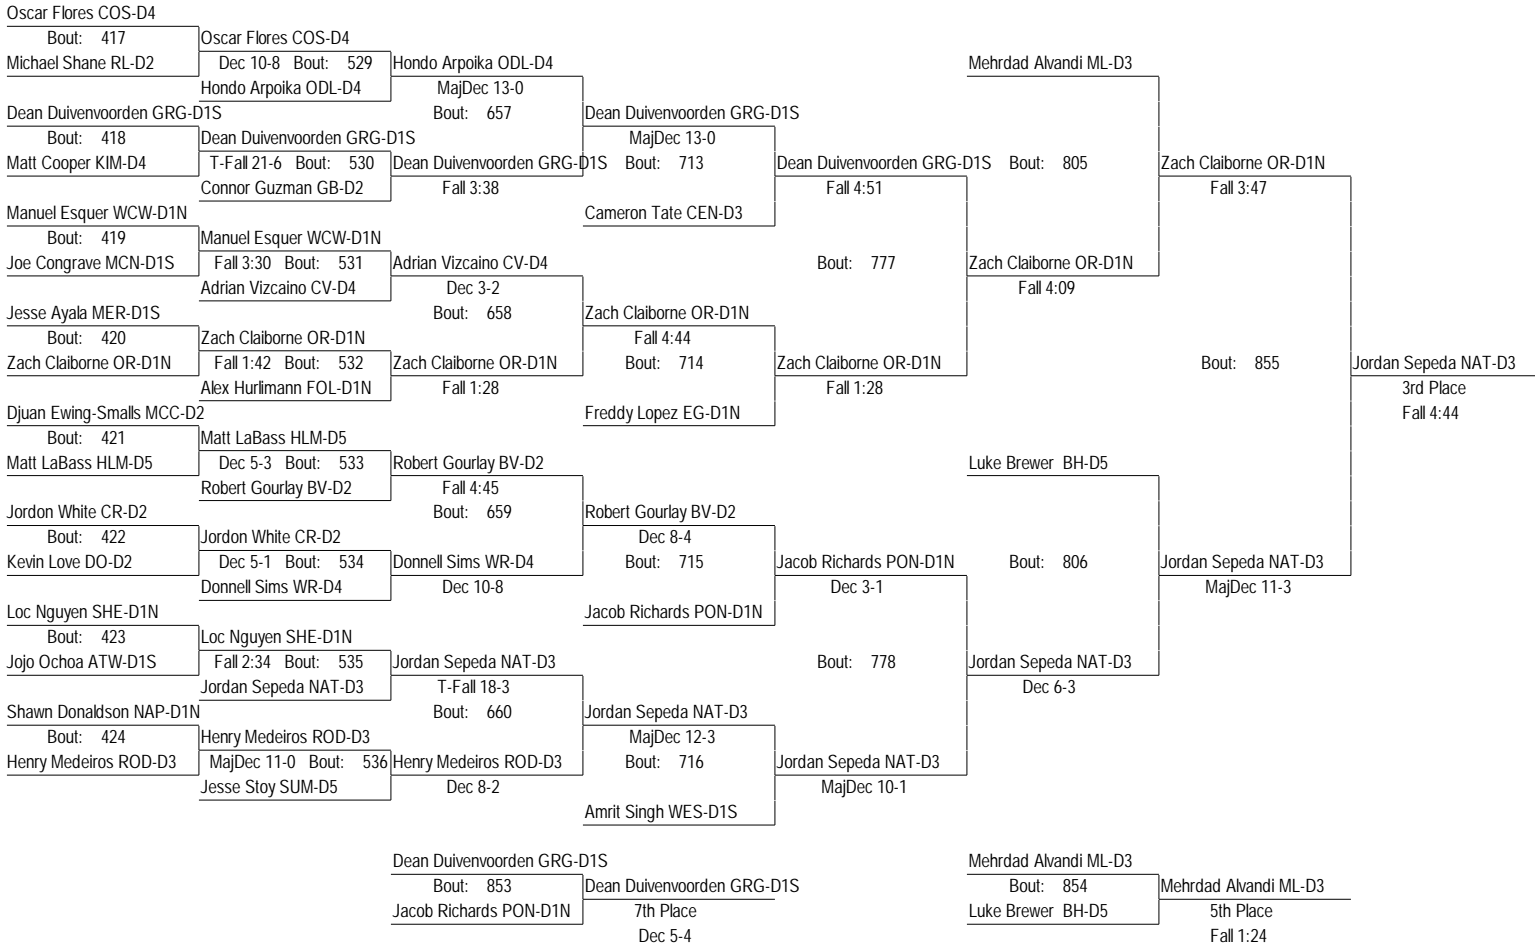 Oscar Flores COS-D4
Bout: 417
Oscar Flores COS-D4
Michael Shane RL-D2
Dec 10-8 Bout: 529
Hondo Arpoika ODL-D4
Mehrdad Alvandi ML-D3
Hondo Arpoika ODL-D4
MajDec 13-0
Dean Duivenvoorden GRG-D1S
Bout: 657
Dean Duivenvoorden GRG-D1S
Bout: 418
Dean Duivenvoorden GRG-D1S
MajDec 13-0
Matt Cooper KIM-D4
T-Fall 21-6 Bout: 530
Dean Duivenvoorden GRG-D1S
Bout: 713
Dean Duivenvoorden GRG-D1S
Bout: 805
Zach Claiborne OR-D1N
Connor Guzman GB-D2
Fall 3:38
Fall 4:51
Fall 3:47
Manuel Esquer WCW-D1N
Cameron Tate CEN-D3
Bout: 419
Manuel Esquer WCW-D1N
Joe Congrave MCN-D1S
Fall 3:30 Bout: 531
Adrian Vizcaino CV-D4
Bout: 777
Zach Claiborne OR-D1N
Adrian Vizcaino CV-D4
Dec 3-2
Fall 4:09
Jesse Ayala MER-D1S
Bout: 658
Zach Claiborne OR-D1N
Bout: 420
Zach Claiborne OR-D1N
Fall 4:44
Zach Claiborne OR-D1N
Fall 1:42 Bout: 532
Zach Claiborne OR-D1N
Bout: 714
Zach Claiborne OR-D1N
Bout: 855
Jordan Sepeda NAT-D3
Alex Hurlimann FOL-D1N
Fall 1:28
Fall 1:28
3rd Place
Djuan Ewing-Smalls MCC-D2
Freddy Lopez EG-D1N
Fall 4:44
Bout: 421
Matt LaBass HLM-D5
Matt LaBass HLM-D5
Dec 5-3 Bout: 533
Robert Gourlay BV-D2
Luke Brewer BH-D5
Robert Gourlay BV-D2
Fall 4:45
Jordon White CR-D2
Bout: 659
Robert Gourlay BV-D2
Bout: 422
Jordon White CR-D2
Dec 8-4
Kevin Love DO-D2
Dec 5-1 Bout: 534
Donnell Sims WR-D4
Bout: 715
Jacob Richards PON-D1N
Bout: 806
Jordan Sepeda NAT-D3
Donnell Sims WR-D4
Dec 10-8
Dec 3-1
MajDec 11-3
Loc Nguyen SHE-D1N
Jacob Richards PON-D1N
Bout: 423
Loc Nguyen SHE-D1N
Jojo Ochoa ATW-D1S
Fall 2:34 Bout: 535
Jordan Sepeda NAT-D3
Bout: 778
Jordan Sepeda NAT-D3
Jordan Sepeda NAT-D3
T-Fall 18-3
Dec 6-3
Shawn Donaldson NAP-D1N
Bout: 660
Jordan Sepeda NAT-D3
Bout: 424
Henry Medeiros ROD-D3
MajDec 12-3
Henry Medeiros ROD-D3
MajDec 11-0 Bout: 536
Henry Medeiros ROD-D3
Bout: 716
Jordan Sepeda NAT-D3
Jesse Stoy SUM-D5
Dec 8-2
MajDec 10-1
Amrit Singh WES-D1S
Dean Duivenvoorden GRG-D1S
Mehrdad Alvandi ML-D3
Bout: 853
Dean Duivenvoorden GRG-D1S
Bout: 854
Mehrdad Alvandi ML-D3
Jacob Richards PON-D1N
7th Place
Luke Brewer BH-D5
5th Place
Dec 5-4
Fall 1:24